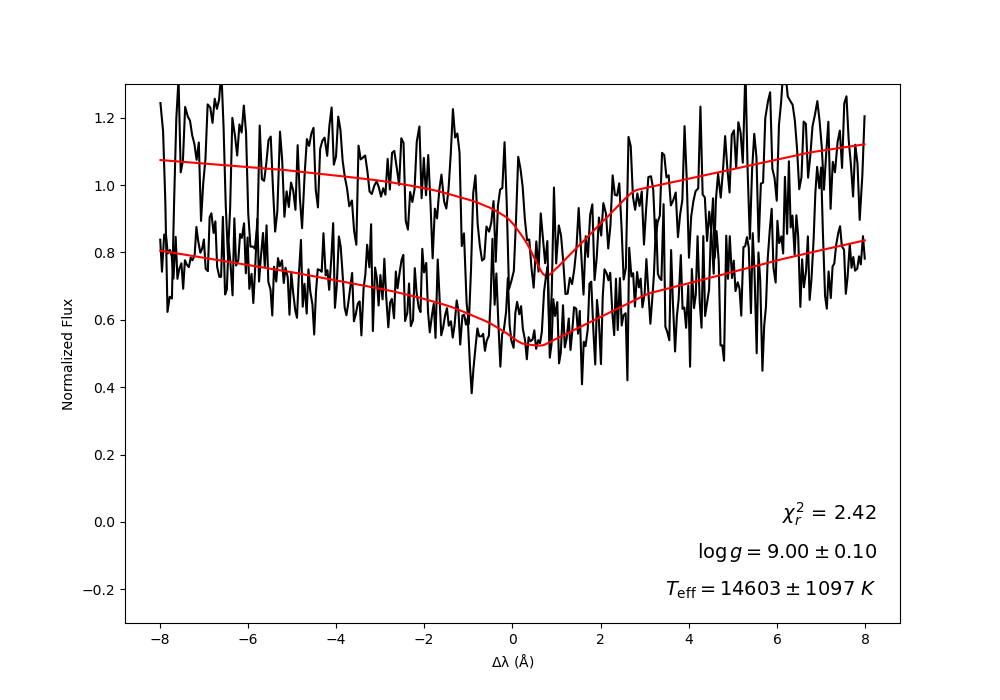 1.2
1.0
0.8
0.6
0.4
0.2
0.0
−0.2
Normalized Flux
χ²ᵣ = 2.42
log g = 9.00 ± 0.10
T_eff = 14603 ± 1097 K
−8 −6 −4 −2 0 2 4 6 8
Δλ (Å)